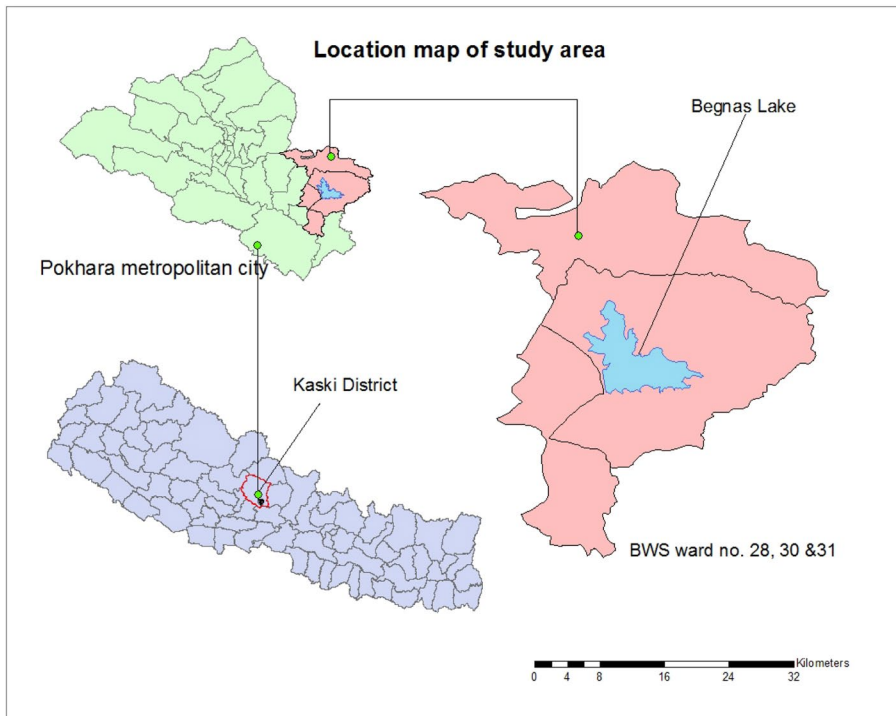 Location map of study area
Begnas Lake
Pokhara metropolitan city
Kaski District
BWS ward no. 28, 30 &31
Kilometers
0 4 8 16 24 32